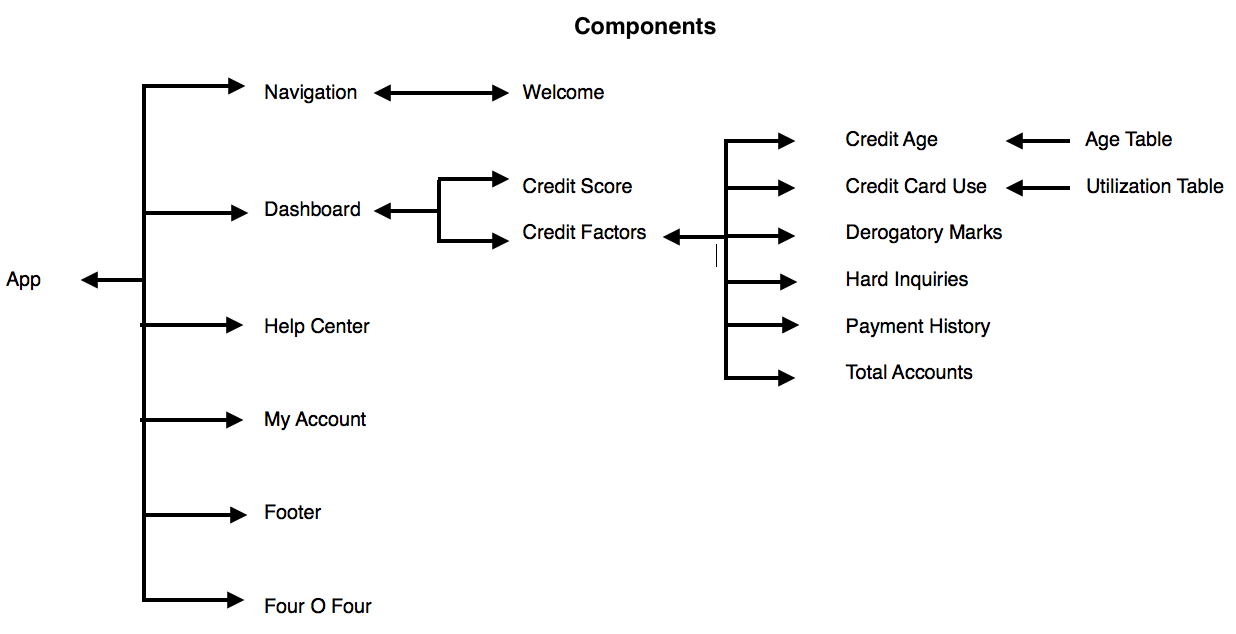 Components
Navigation
Welcome
Credit Age
Age Table
Credit Card Use
Utilization Table
Dashboard
Credit Score
Credit Factors
Derogatory Marks
App
Hard Inquiries
Help Center
Payment History
Total Accounts
My Account
Footer
Four O Four